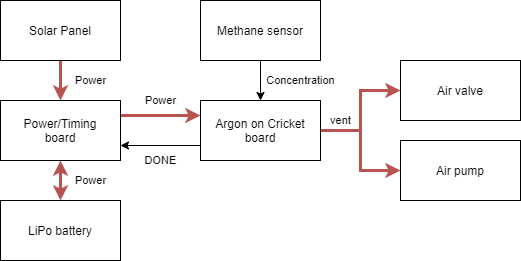 Solar Panel
Methane sensor
Power
Concentration
Air valve
Power
Power/Timing
board
Argon on Cricket
board
vent
DONE
Air pump
Power
LiPo battery